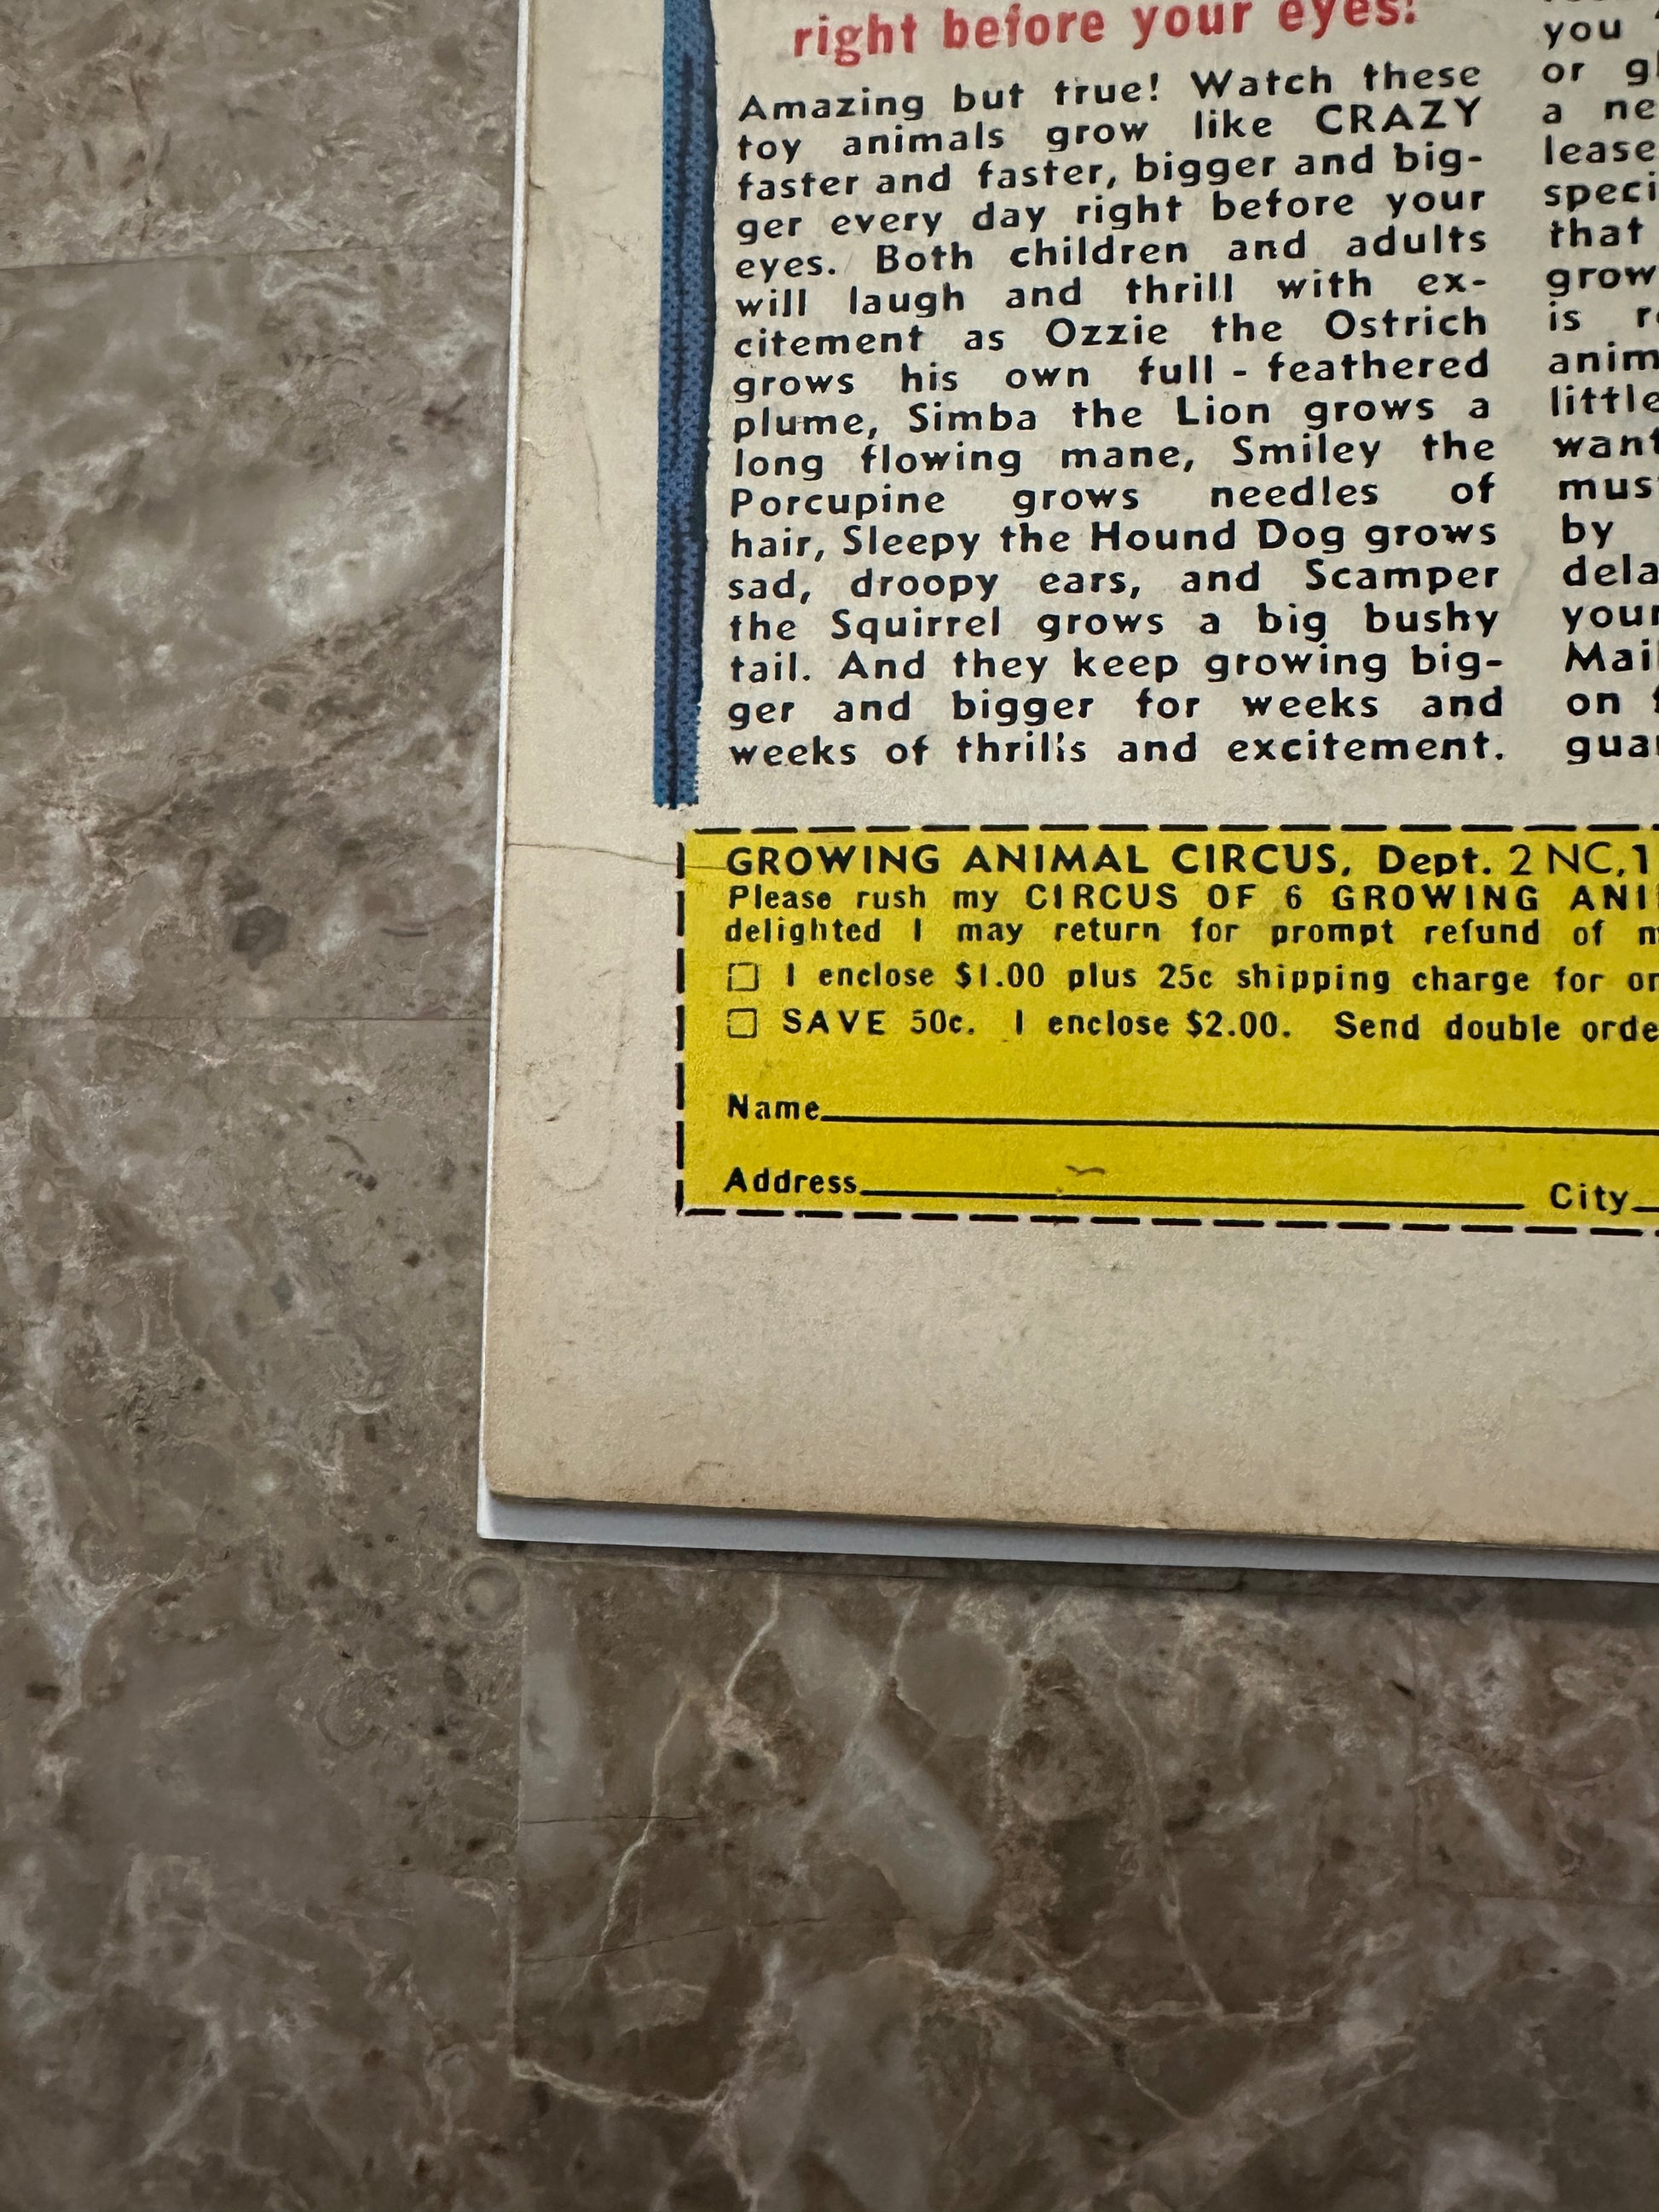 right before your eyes!
Amazing but true! Watch these
toy animals grow like CRAZY
faster and faster, bigger and big-
ger every day right before your
eyes. Both children and adults
will laugh and thrill with ex-
citement as Ozzie the Ostrich
grows his own full - feathered
plume, Simba the Lion grows a
long flowing mane, Smiley the
Porcupine grows needles of
hair, Sleepy the Hound Dog grows
sad, droopy ears, and Scamper
the Squirrel grows a big bushy
tail. And they keep growing big-
ger and bigger for weeks and
weeks of thrills and excitement.
you
or
a
that
is
by
on
GROWING ANIMAL CIRCUS, Dept. 2 NC,1
Please rush my CIRCUS OF 6 GROWING
delighted I may return for prompt refund of
I enclose $1.00 plus 25c shipping charge for
SAVE 50c. I enclose $2.00. Send double
Name
Address City